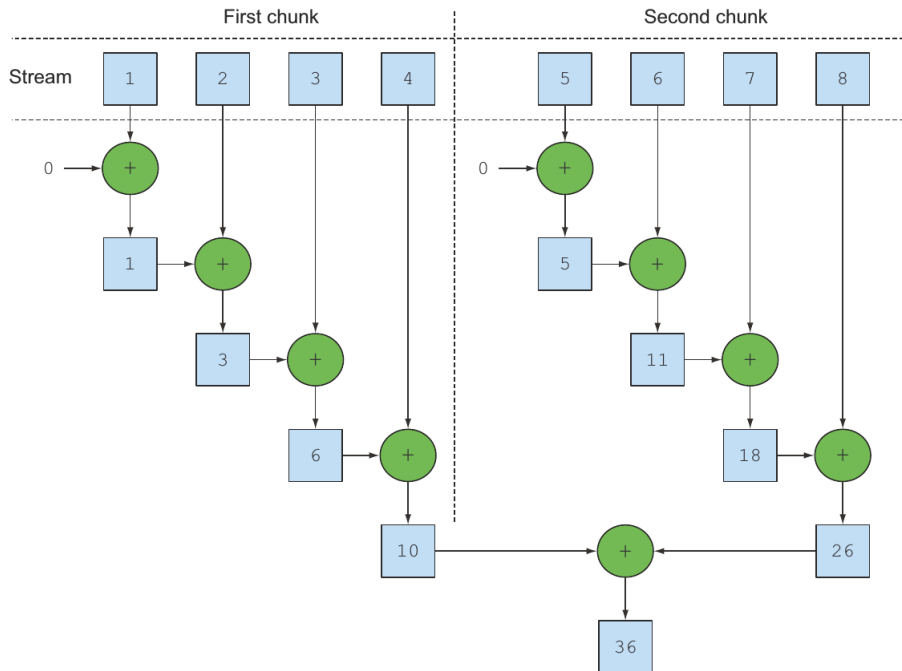 First chunk Second chunk
Stream 1 2 3 4 5 6 7 8
0 + 0 +
1 + 5 +
3 + 11 +
6 + 18 +
10 + 26
36